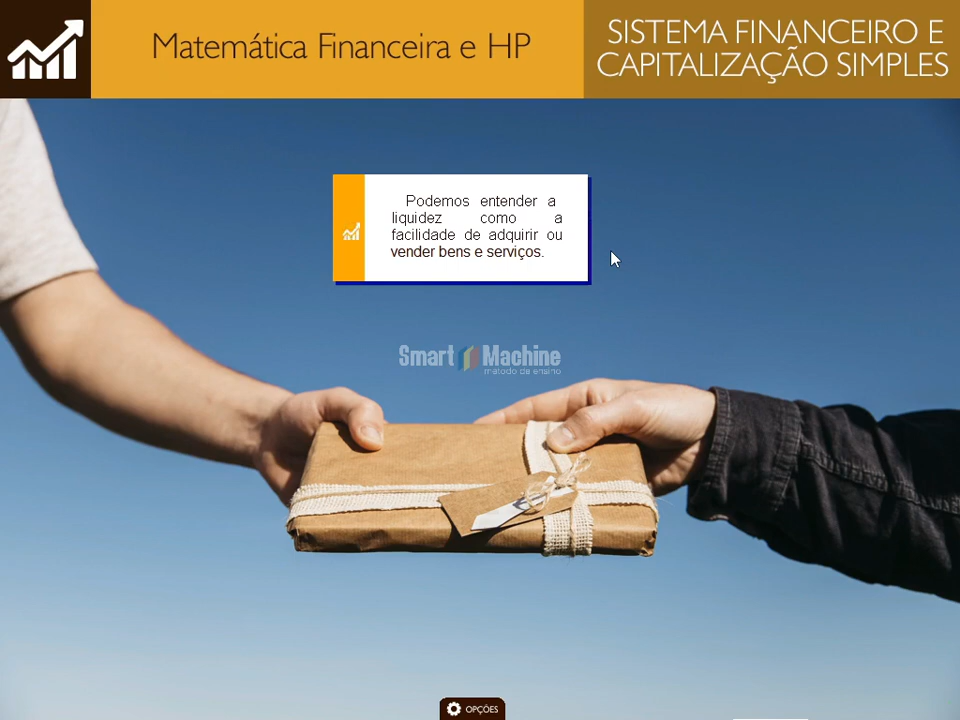 Matemática Financeira e HP
SISTEMA FINANCEIRO E
CAPITALIZAÇÃO SIMPLES
Podemos entender a
liquidez como a
facilidade de adquirir ou
vender bens e serviços.
Smart Machine
método de ensino
OPÇÕES